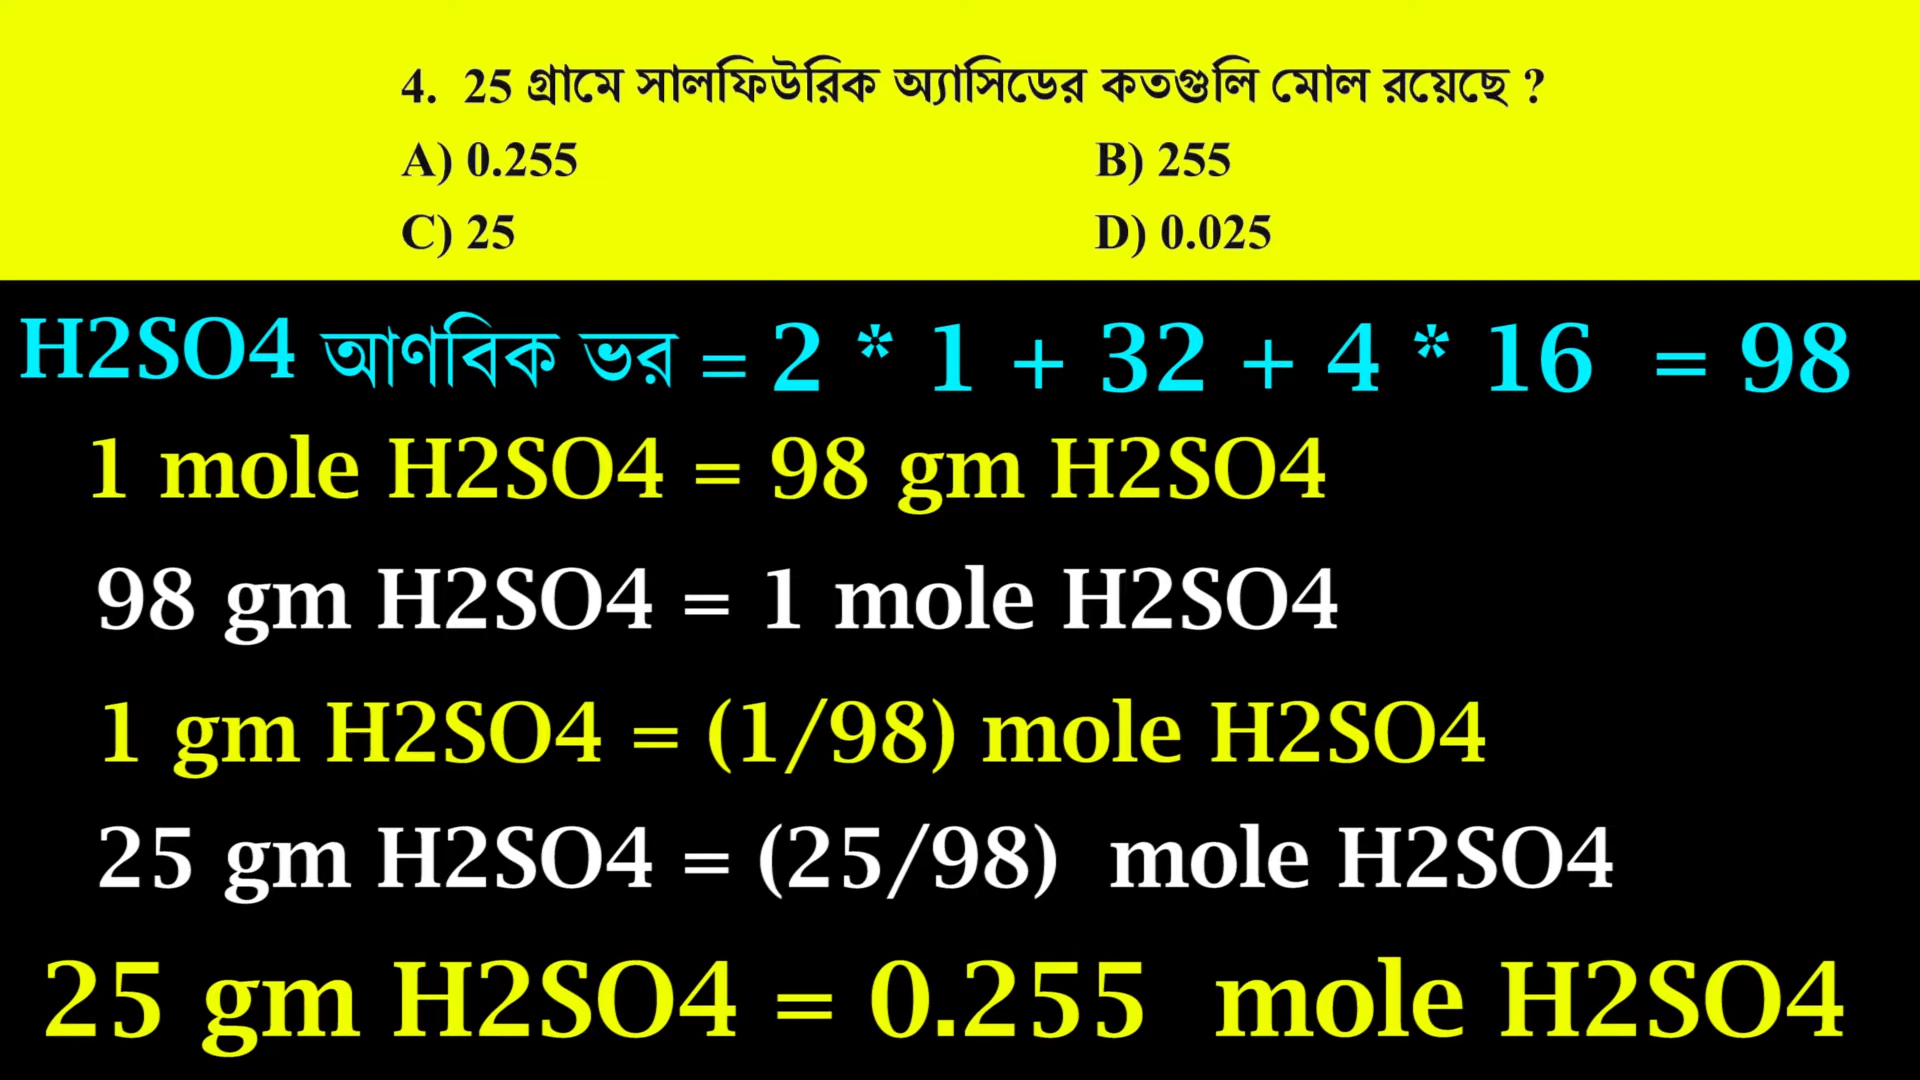 4. 25 গ্রামে সালফিউরিক অ্যাসিডের কতগুলি মোল রয়েছে ?
A) 0.255 B) 255
C) 25 D) 0.025
H2SO4 আণবিক ভর = 2 * 1 + 32 + 4 * 16 = 98
1 mole H2SO4 = 98 gm H2SO4
98 gm H2SO4 = 1 mole H2SO4
1 gm H2SO4 = (1/98) mole H2SO4
25 gm H2SO4 = (25/98) mole H2SO4
25 gm H2SO4 = 0.255 mole H2SO4